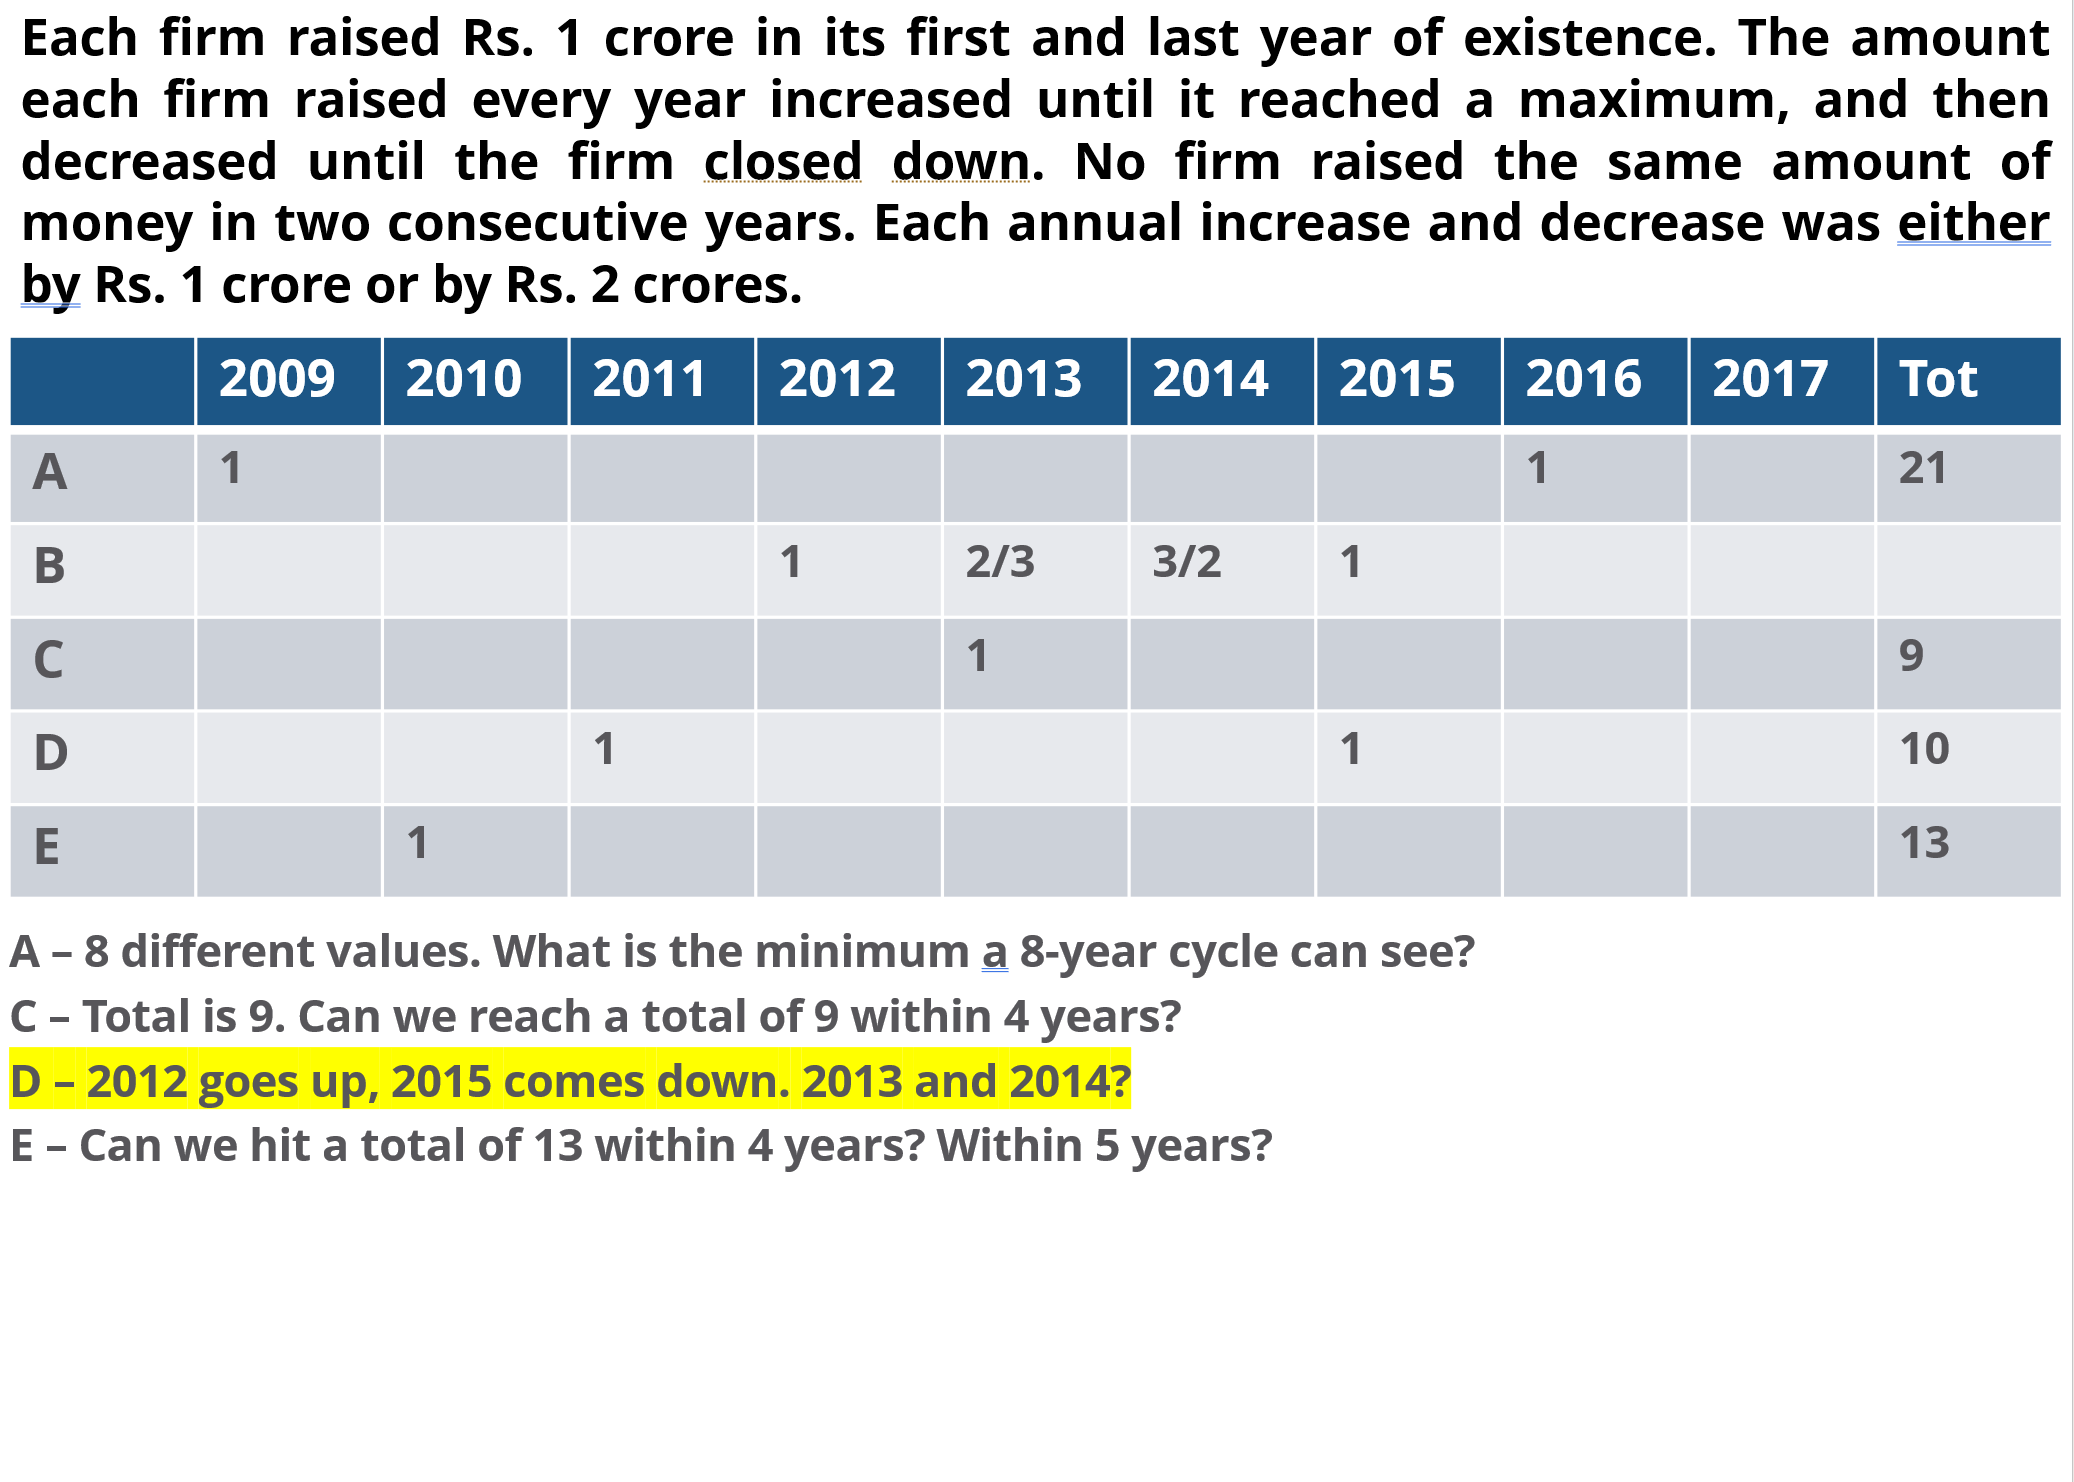 Each firm raised Rs. 1 crore in its first and last year of existence. The amount
each firm raised every year increased until it reached a maximum, and then
decreased until the firm closed down. No firm raised the same amount of
money in two consecutive years. Each annual increase and decrease was either
by Rs. 1 crore or by Rs. 2 crores.
2009 2010 2011 2012 2013 2014 2015 2016 2017 Tot
A 1 1 21
B 1 2/3 3/2 1
C 1 9
D 1 1 10
E 1 13
A – 8 different values. What is the minimum a 8-year cycle can see?
C – Total is 9. Can we reach a total of 9 within 4 years?
D – 2012 goes up, 2015 comes down. 2013 and 2014?
E – Can we hit a total of 13 within 4 years? Within 5 years?